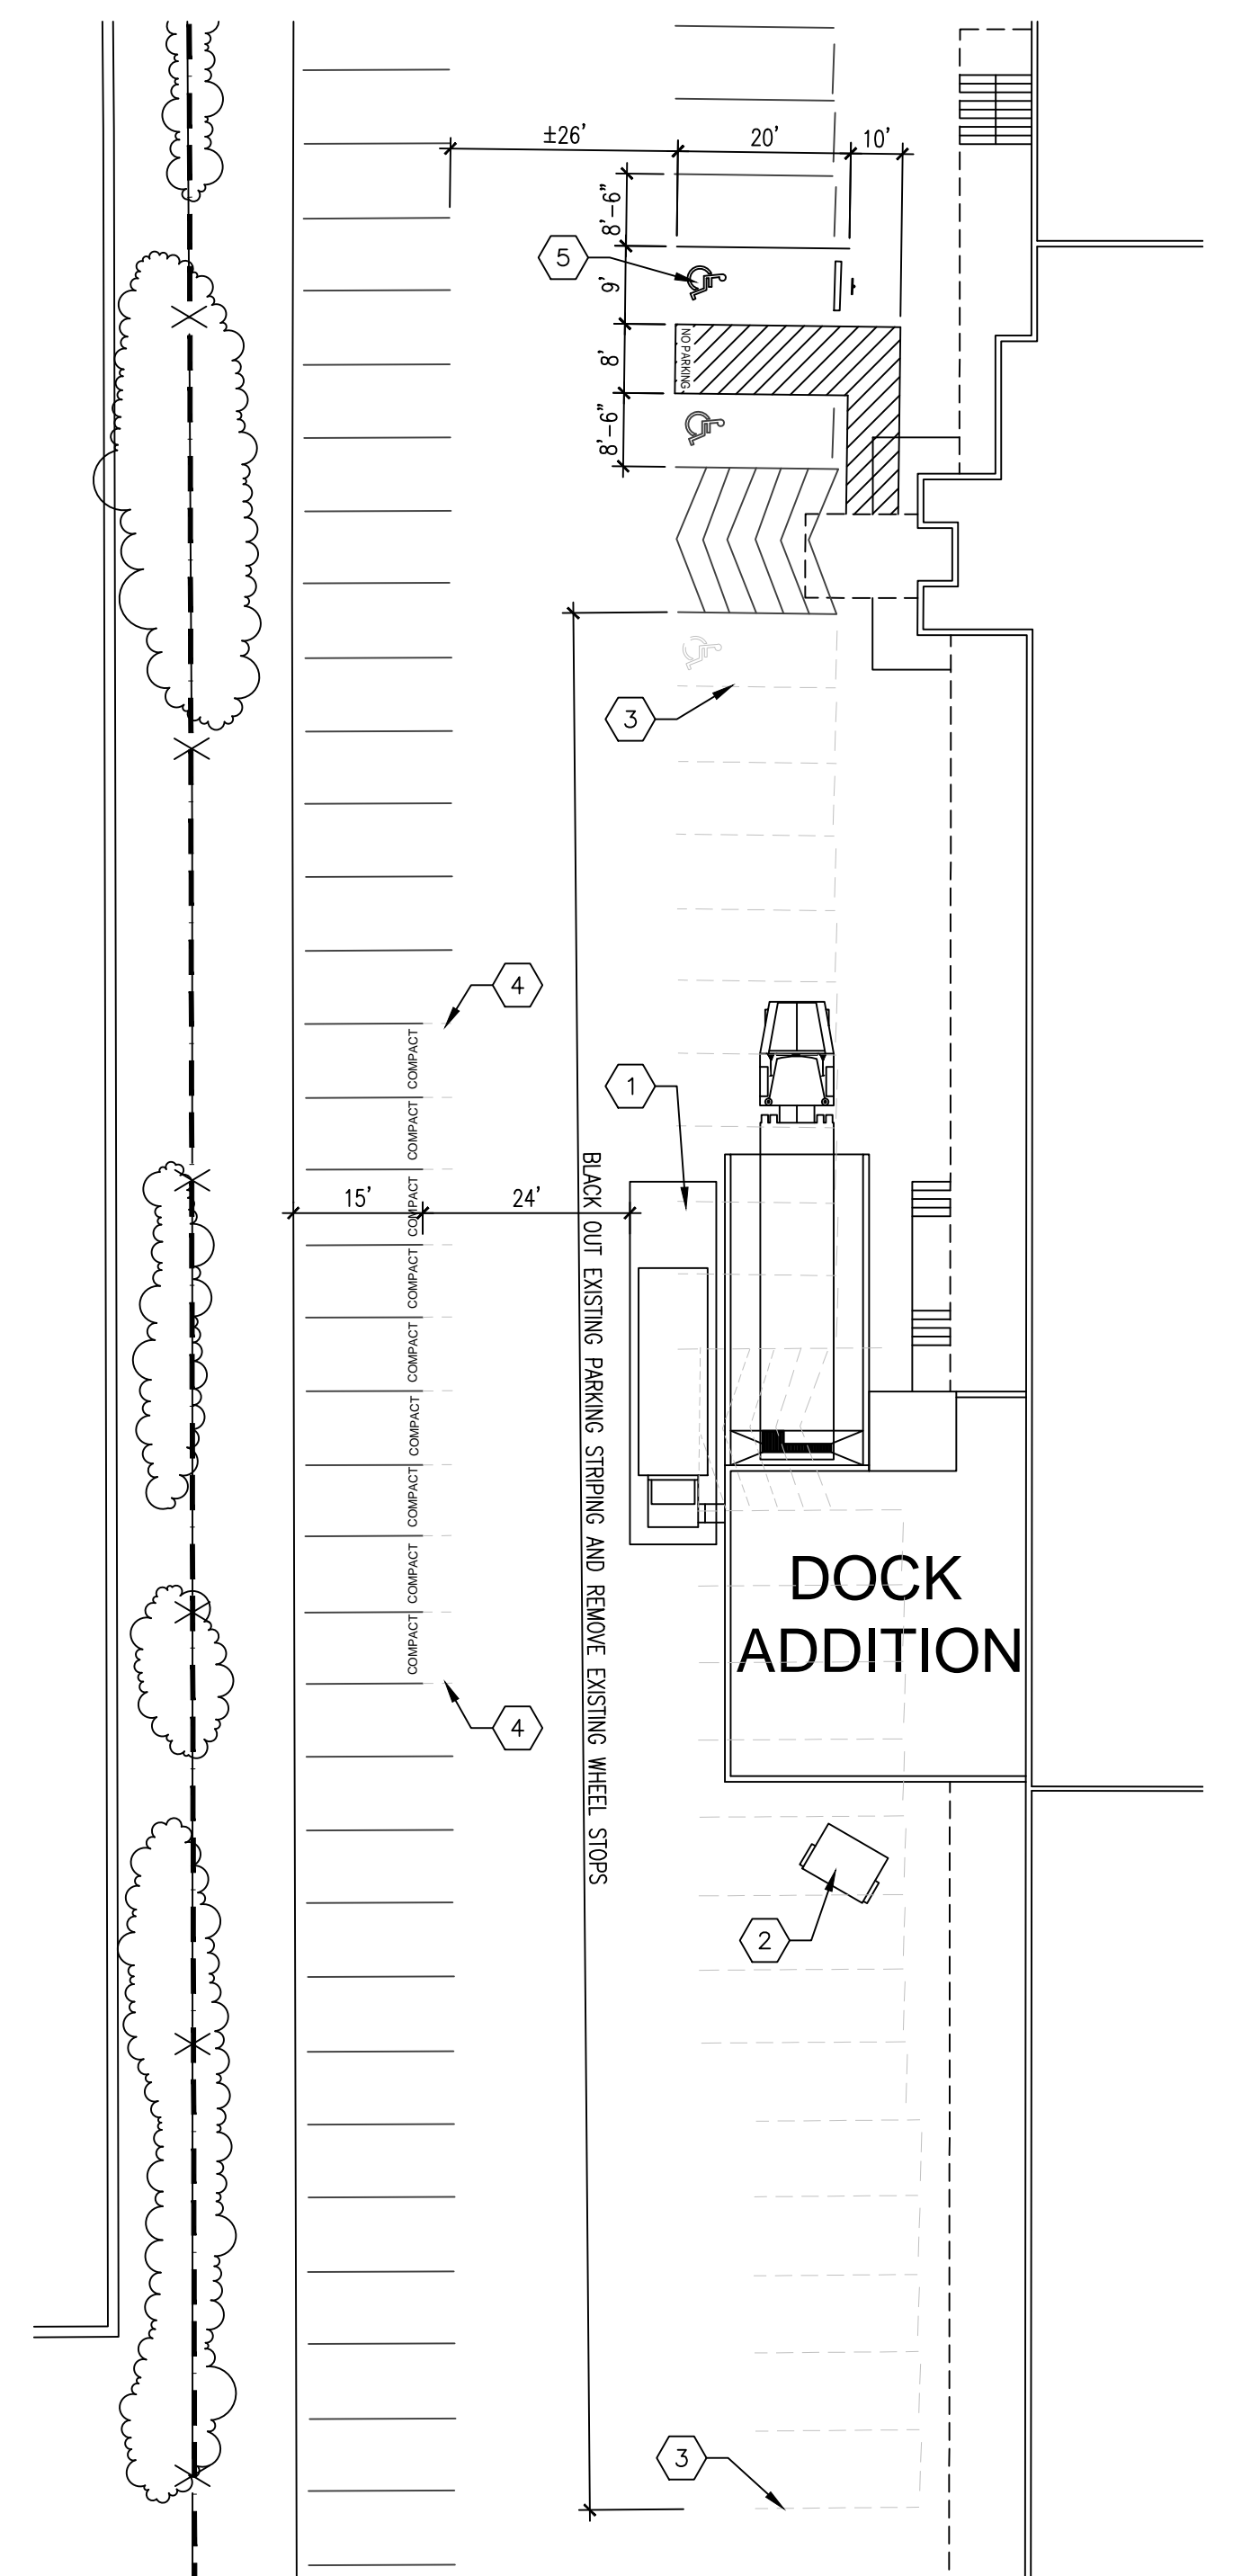 ±26'
20'
10'
8'-6"
5
9'
NO PARKING
8'
8'-6"
3
4
COMPACT
1
COMPACT
COMPACT
15'
24'
COMPACT
COMPACT
COMPACT
COMPACT
COMPACT
COMPACT
BLACK OUT EXISTING PARKING STRIPING AND REMOVE EXISTING WHEEL STOPS
DOCK
ADDITION
4
2
3